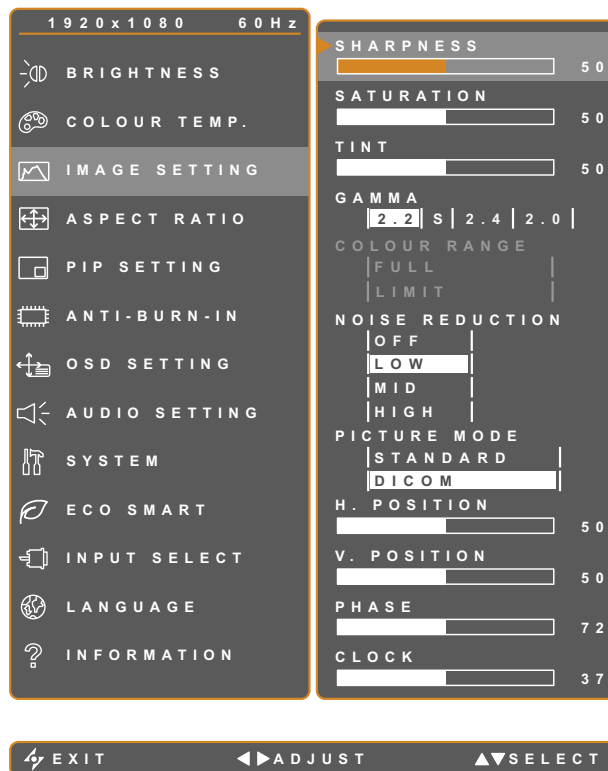 1920x1080 60Hz
BRIGHTNESS
COLOUR TEMP.
IMAGE SETTING
ASPECT RATIO
PIP SETTING
ANTI-BURN-IN
OSD SETTING
AUDIO SETTING
SYSTEM
ECO SMART
INPUT SELECT
LANGUAGE
INFORMATION
SHARPNESS
50
SATURATION
50
TINT
50
GAMMA
2.2 S 2.4 2.0
COLOUR RANGE
FULL
LIMIT
NOISE REDUCTION
OFF
LOW
MID
HIGH
PICTURE MODE
STANDARD
DICOM
H. POSITION
50
V. POSITION
50
PHASE
72
CLOCK
37
EXIT ADJUST SELECT